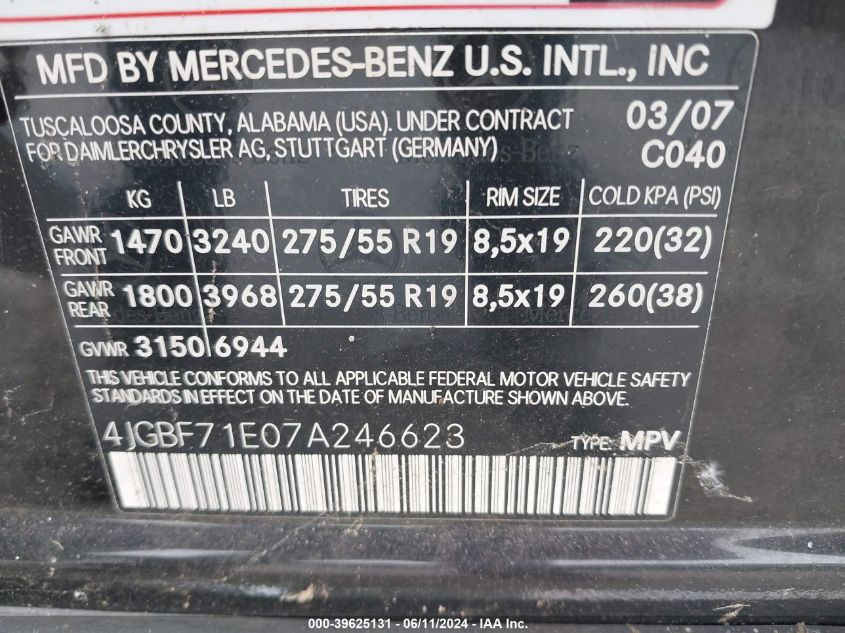 MFD BY MERCEDES-BENZ U.S. INTL., INC
TUSCALOOSA COUNTY, ALABAMA (USA). UNDER CONTRACT 03/07
FOR DAIMLERCHRYSLER AG, STUTTGART (GERMANY) C040
KG LB TIRES RIM SIZE COLD KPA (PSI)
GAWR FRONT 1470 3240 275/55 R19 8,5x19 220(32)
GAWR REAR 1800 3968 275/55 R19 8,5x19 260(38)
GVWR 3150 6944
THIS VEHICLE CONFORMS TO ALL APPLICABLE FEDERAL MOTOR VEHICLE SAFETY
STANDARDS IN EFFECT ON THE DATE OF MANUFACTURE SHOWN ABOVE.
4JGBF71E07A246623 TYPE: MPV
000-39625131 - 06/11/2024 - IAA Inc.